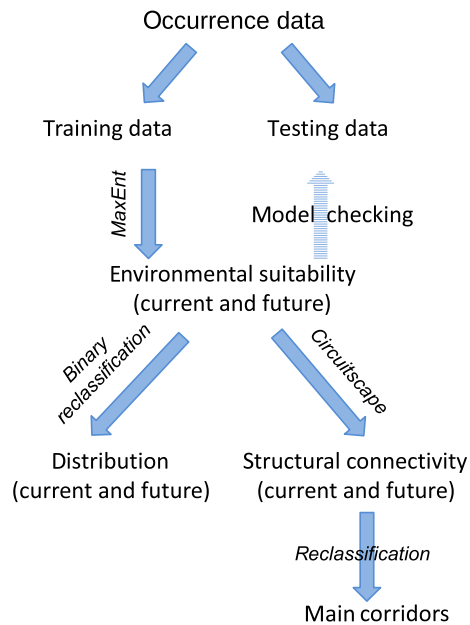 Occurrence data
Training data
Testing data
MaxEnt
Model checking
Environmental suitability
(current and future)
Binary
reclassification
Circuitscape
Distribution
(current and future)
Structural connectivity
(current and future)
Reclassification
Main corridors